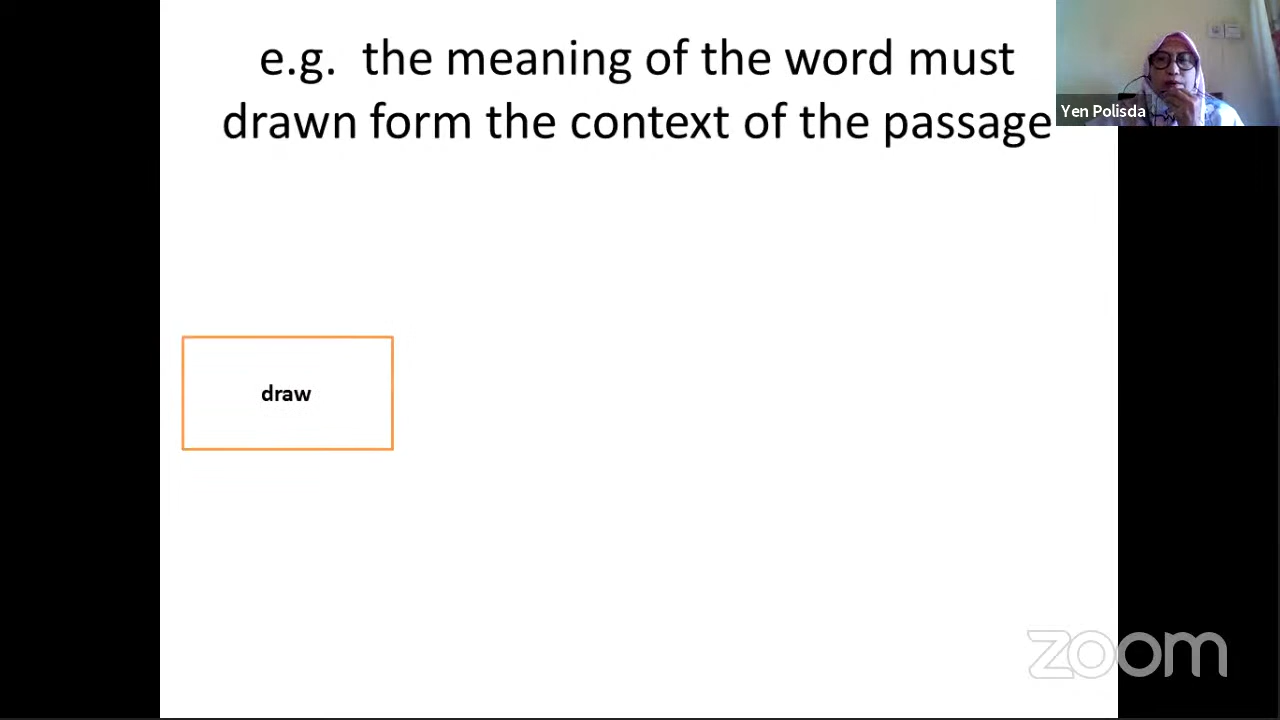 e.g. the meaning of the word must
drawn form the context of the passage
Yen Polisda
draw
zoom